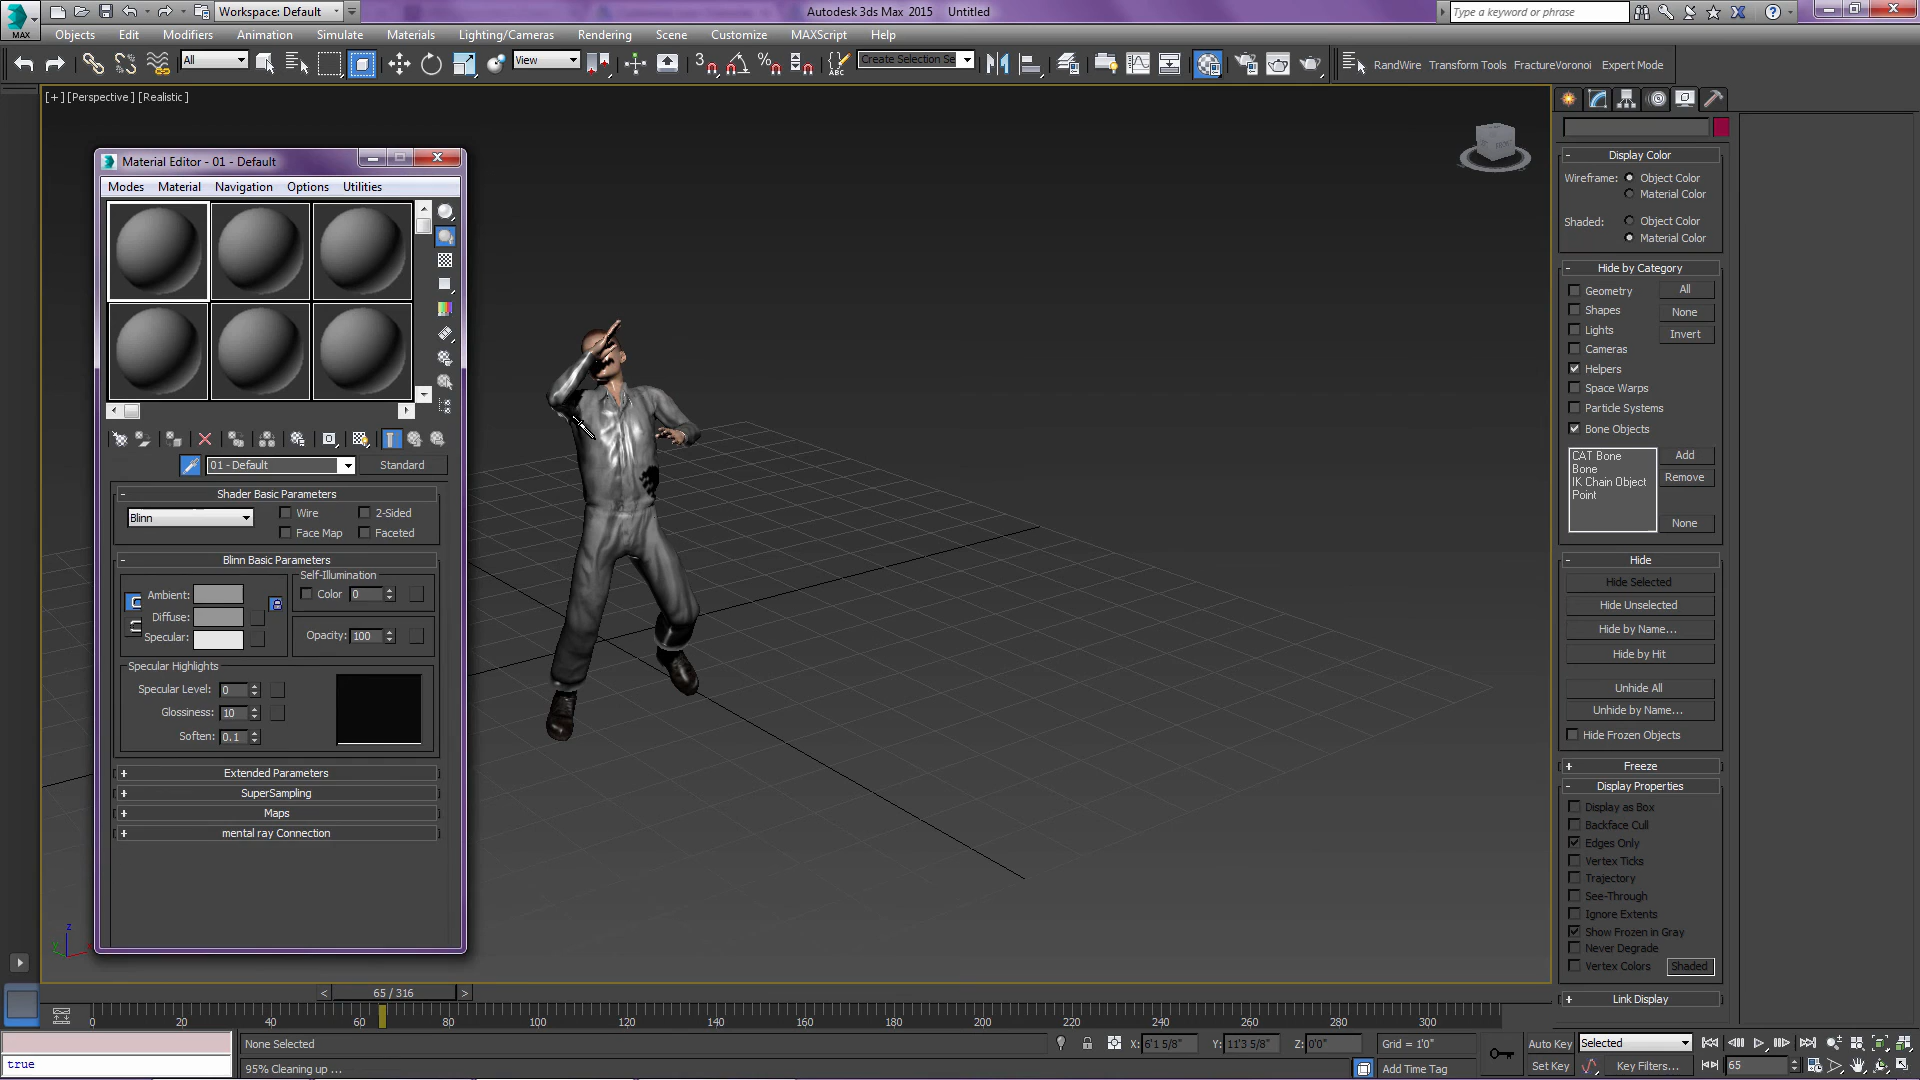 Workspace: Default
Autodesk 3ds Max 2015 Untitled
Type a keyword or phrase
MAX
Objects Edit Modifiers Animation Simulate Materials Lighting/Cameras Rendering Scene Customize MAXScript Help
All
View
3
ABC
Create Selection Se
RandWire Transform Tools FractureVoronoi Expert Mode
[+] [Perspective] [Realistic]
Material Editor - 01 - Default
Modes Material Navigation Options Utilities
01 - Default
Standard
- Shader Basic Parameters
Blinn
Wire 2-Sided
Face Map Faceted
- Blinn Basic Parameters
Self-Illumination
Ambient:
Color 0
Diffuse:
Specular:
Opacity: 100
Specular Highlights
Specular Level: 0
Glossiness: 10
Soften: 0.1
+ Extended Parameters
+ SuperSampling
+ Maps
+ mental ray Connection
- Display Color
Wireframe: Object Color
Material Color
Shaded: Object Color
Material Color
- Hide by Category
Geometry All
Shapes None
Lights Invert
Cameras
Helpers
Space Warps
Particle Systems
Bone Objects
CAT Bone Add
Bone
IK Chain Object Remove
Point
None
- Hide
Hide Selected
Hide Unselected
Hide by Name...
Hide by Hit
Unhide All
Unhide by Name...
Hide Frozen Objects
+ Freeze
- Display Properties
Display as Box
Backface Cull
Edges Only
Vertex Ticks
Trajectory
See-Through
Ignore Extents
Show Frozen in Gray
Never Degrade
Vertex Colors Shaded
+ Link Display
z
< 65 / 316 >
0 20 40 60 80 100 120 140 160 180 200 220 240 260 280 300
None Selected
X: 6'1 5/8" Y: 11'3 5/8" Z: 0'0" Grid = 1'0"
Auto Key Selected
true
95% Cleaning up ...
Add Time Tag
Set Key Key Filters... 65